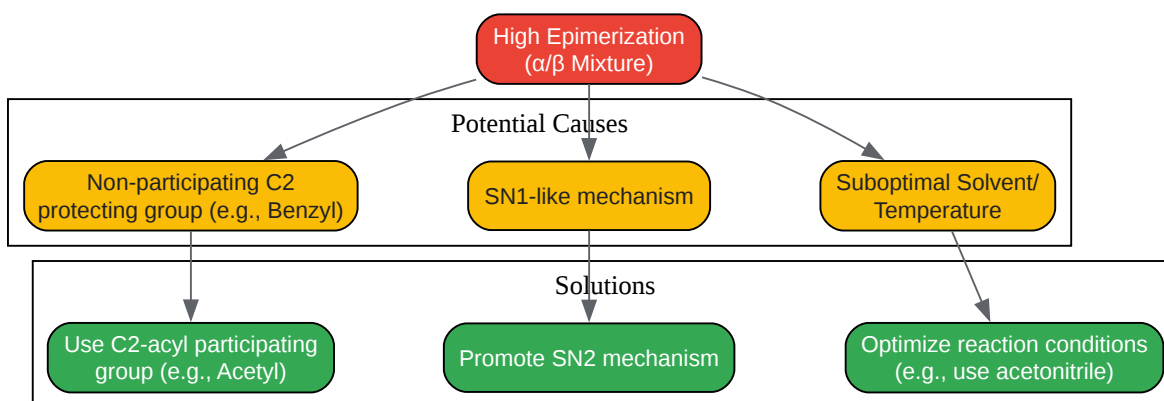 High Epimerization
(α/β Mixture)
Potential Causes
Non-participating C2
protecting group (e.g., Benzyl)
SN1-like mechanism
Suboptimal Solvent/
Temperature
Solutions
Use C2-acyl participating
group (e.g., Acetyl)
Promote SN2 mechanism
Optimize reaction conditions
(e.g., use acetonitrile)